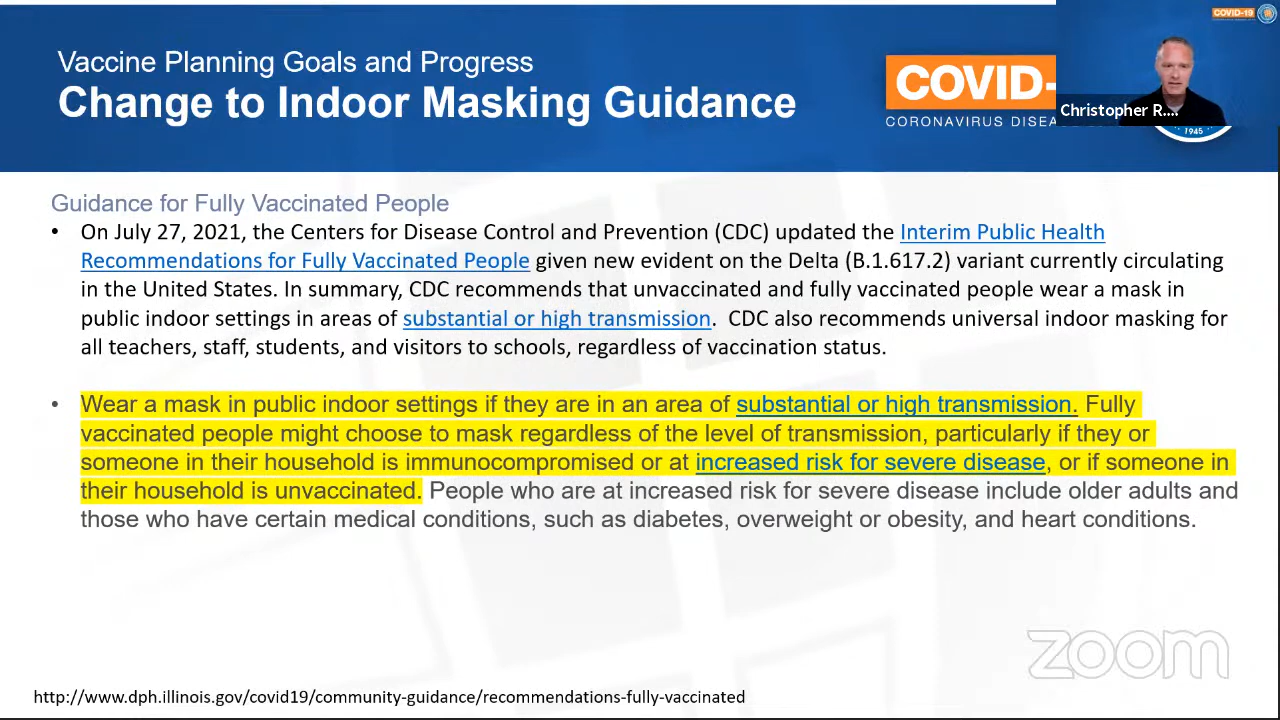 COVID-19
Vaccine Planning Goals and Progress
Change to Indoor Masking Guidance
COVID-
CORONAVIRUS DISEA
Christopher R....
1945
Guidance for Fully Vaccinated People
• On July 27, 2021, the Centers for Disease Control and Prevention (CDC) updated the Interim Public Health
Recommendations for Fully Vaccinated People given new evident on the Delta (B.1.617.2) variant currently circulating
in the United States. In summary, CDC recommends that unvaccinated and fully vaccinated people wear a mask in
public indoor settings in areas of substantial or high transmission. CDC also recommends universal indoor masking for
all teachers, staff, students, and visitors to schools, regardless of vaccination status.
• Wear a mask in public indoor settings if they are in an area of substantial or high transmission. Fully
vaccinated people might choose to mask regardless of the level of transmission, particularly if they or
someone in their household is immunocompromised or at increased risk for severe disease, or if someone in
their household is unvaccinated. People who are at increased risk for severe disease include older adults and
those who have certain medical conditions, such as diabetes, overweight or obesity, and heart conditions.
zoom
http://www.dph.illinois.gov/covid19/community-guidance/recommendations-fully-vaccinated